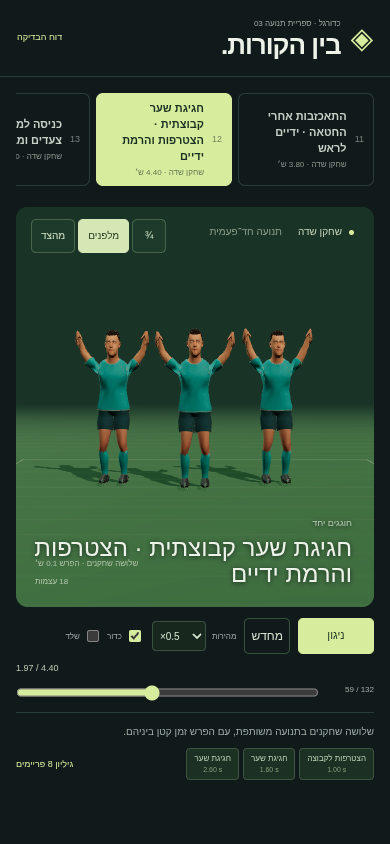 כדורגל · ספריית תנועה 03
בין הקורות.
דוח הבדיקה
11
התאכזבות אחרי
החטאה · ידיים
לראש
שחקן שדה · 3.80 ש׳
12
חגיגת שער
קבוצתית ·
הצטרפות והרמת
ידיים
שחקן שדה · 4.40 ש׳
13
כניסה למ
צעדים ומ
שחקן שדה · 0
שחקן שדה
תנועה חד־פעמית
¾
מלפנים
מהצד
חוגגים יחד
חגיגת שער קבוצתית · הצטרפות
והרמת ידיים
שלושה שחקנים · הפרש 0.1 ש׳
18 עצמות
ניגון
מחדש
מהירות
×0.5
כדור
שלד
1.97 / 4.40
59 / 132
שלושה שחקנים בתנועה משותפת, עם הפרש זמן קטן ביניהם.
הצטרפות לקבוצה
1.00 s
חגיגת שער
1.60 s
חגיגת שער
2.60 s
גיליון 8 פריימים